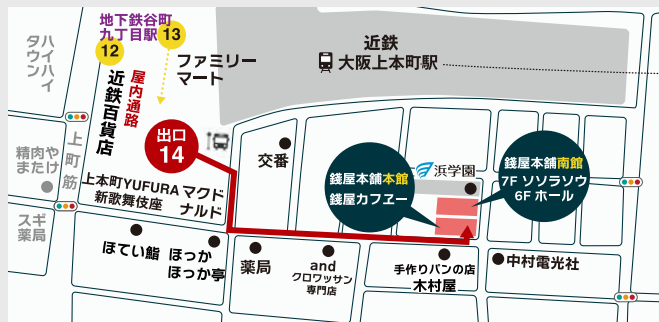 地下鉄谷町
九丁目駅
13
12
ハイハイ
タウン
ファミリー
マート
近鉄
大阪上本町駅
屋内通路
近鉄百貨店
出口
14
上町筋
精肉や
またけ
交番
浜学園
錢屋本舗本館
錢屋カフヱー
錢屋本舗南館
7F ソソラソウ
6F ホール
上本町YUFURA
新歌舞伎座
マクド
ナルド
スギ
薬局
ほてい鮨
ほっか
ほっか亭
薬局
and
クロワッサン
専門店
手作りパンの店
木村屋
中村電光社